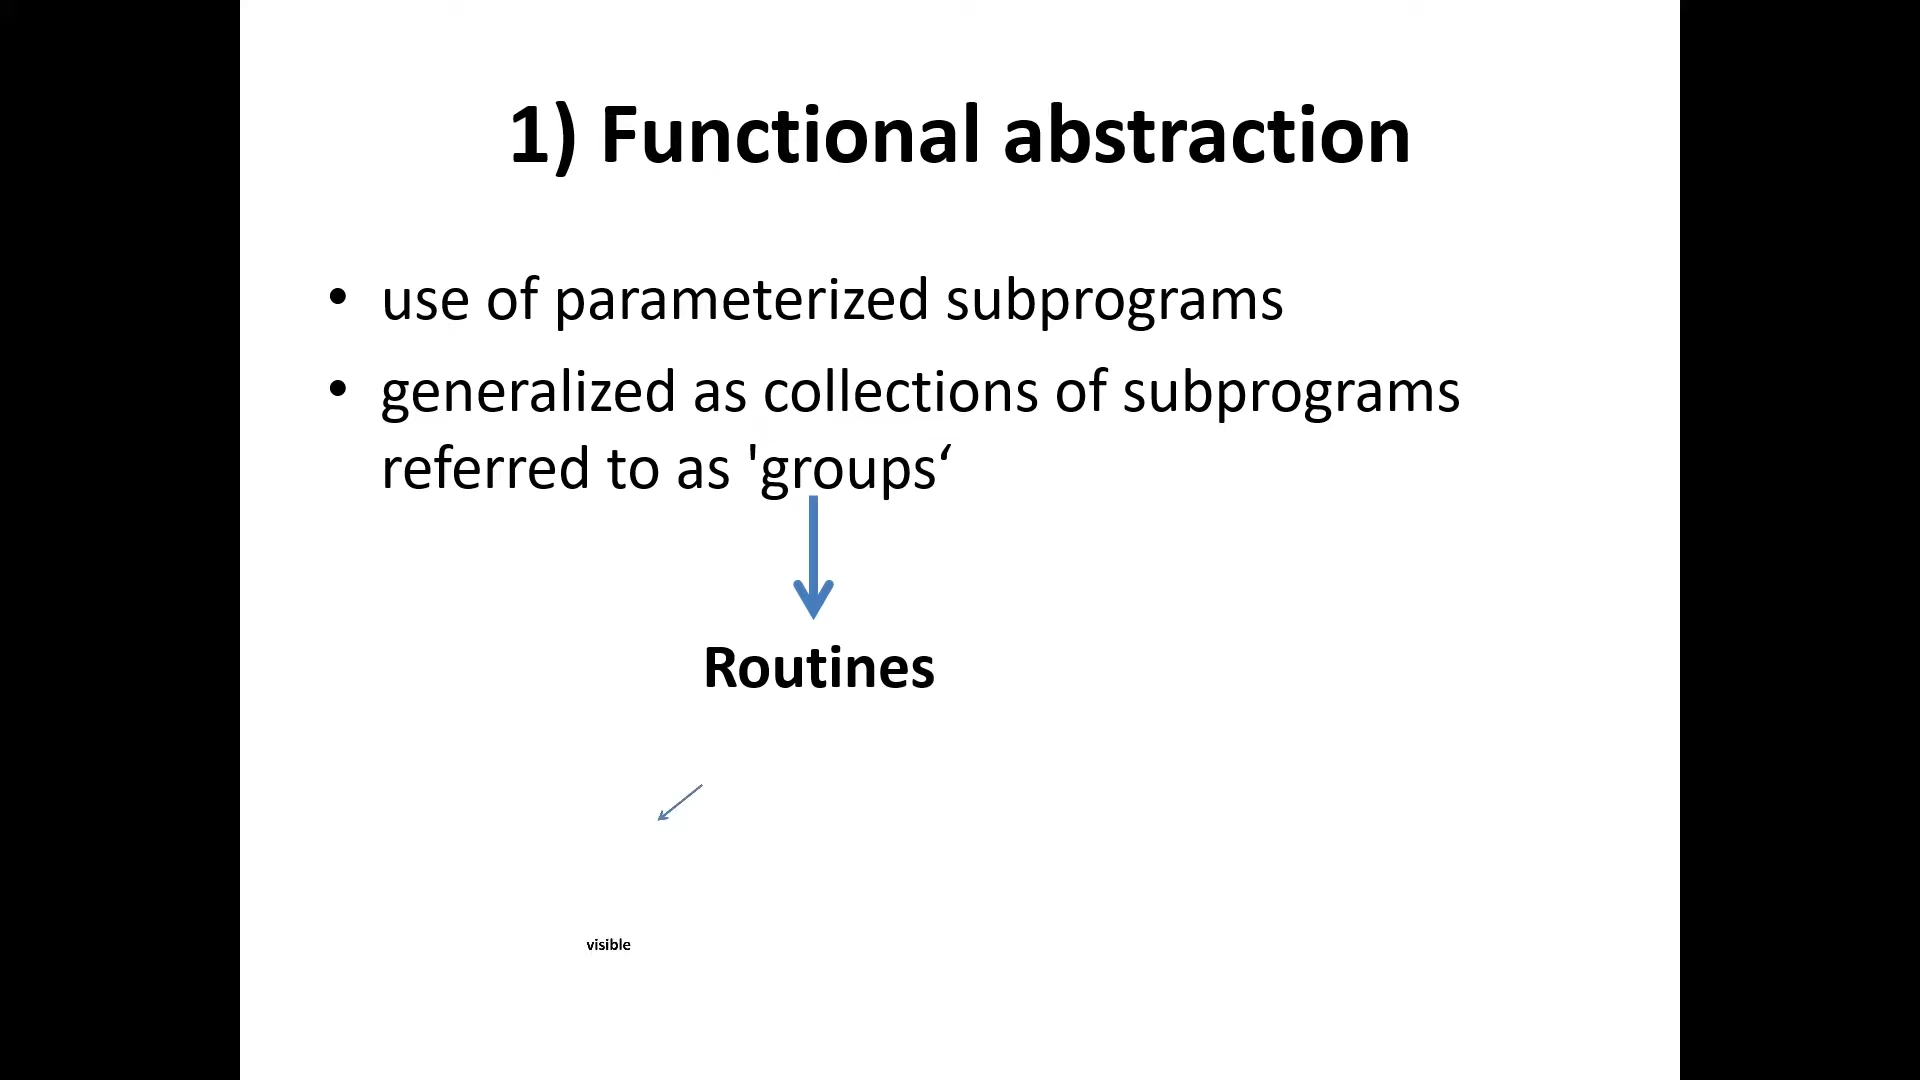 1) Functional abstraction
• use of parameterized subprograms
• generalized as collections of subprograms
referred to as 'groups‘
Routines
visible